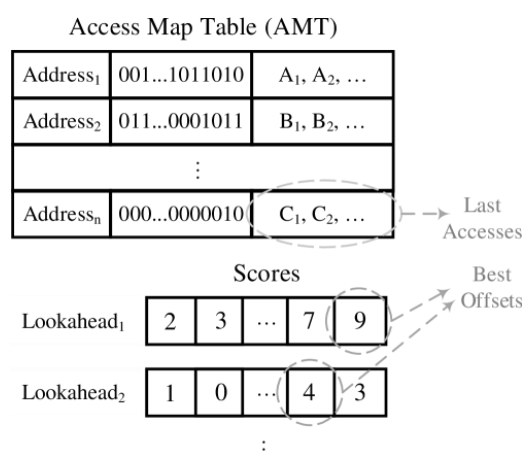 Access Map Table (AMT)
Address₁ 001...1011010 A₁, A₂, ...
Address₂ 011...0001011 B₁, B₂, ...
⋮
Addressₙ 000...0000010 C₁, C₂, ...
Last
Accesses
Scores
Best
Offsets
Lookahead₁ 2 3 ... 7 9
Lookahead₂ 1 0 ... 4 3
⋮